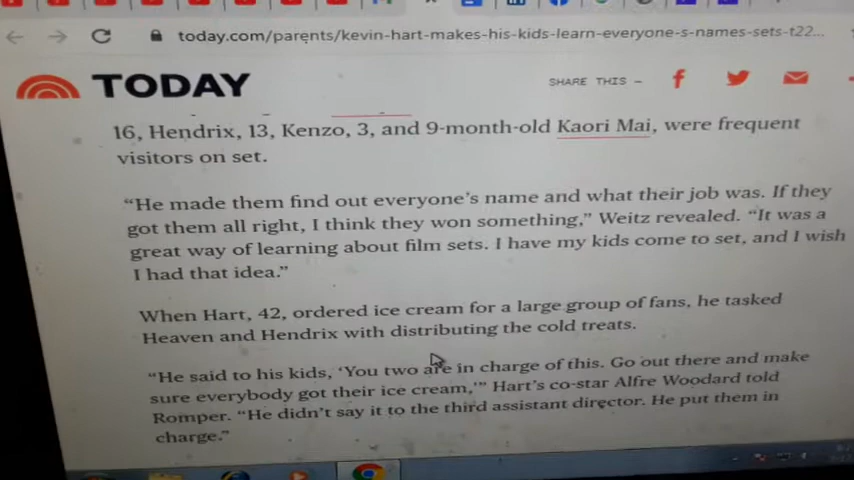 today.com/parents/kevin-hart-makes-his-kids-learn-everyone-s-names-sets-t22...
TODAY
SHARE THIS –
16, Hendrix, 13, Kenzo, 3, and 9-month-old Kaori Mai, were frequent
visitors on set.
“He made them find out everyone’s name and what their job was. If they
got them all right, I think they won something,” Weitz revealed. “It was a
great way of learning about film sets. I have my kids come to set, and I wish
I had that idea.”
When Hart, 42, ordered ice cream for a large group of fans, he tasked
Heaven and Hendrix with distributing the cold treats.
“He said to his kids, ‘You two are in charge of this. Go out there and make
sure everybody got their ice cream,’” Hart’s co-star Alfre Woodard told
Romper. “He didn’t say it to the third assistant director. He put them in
charge.”